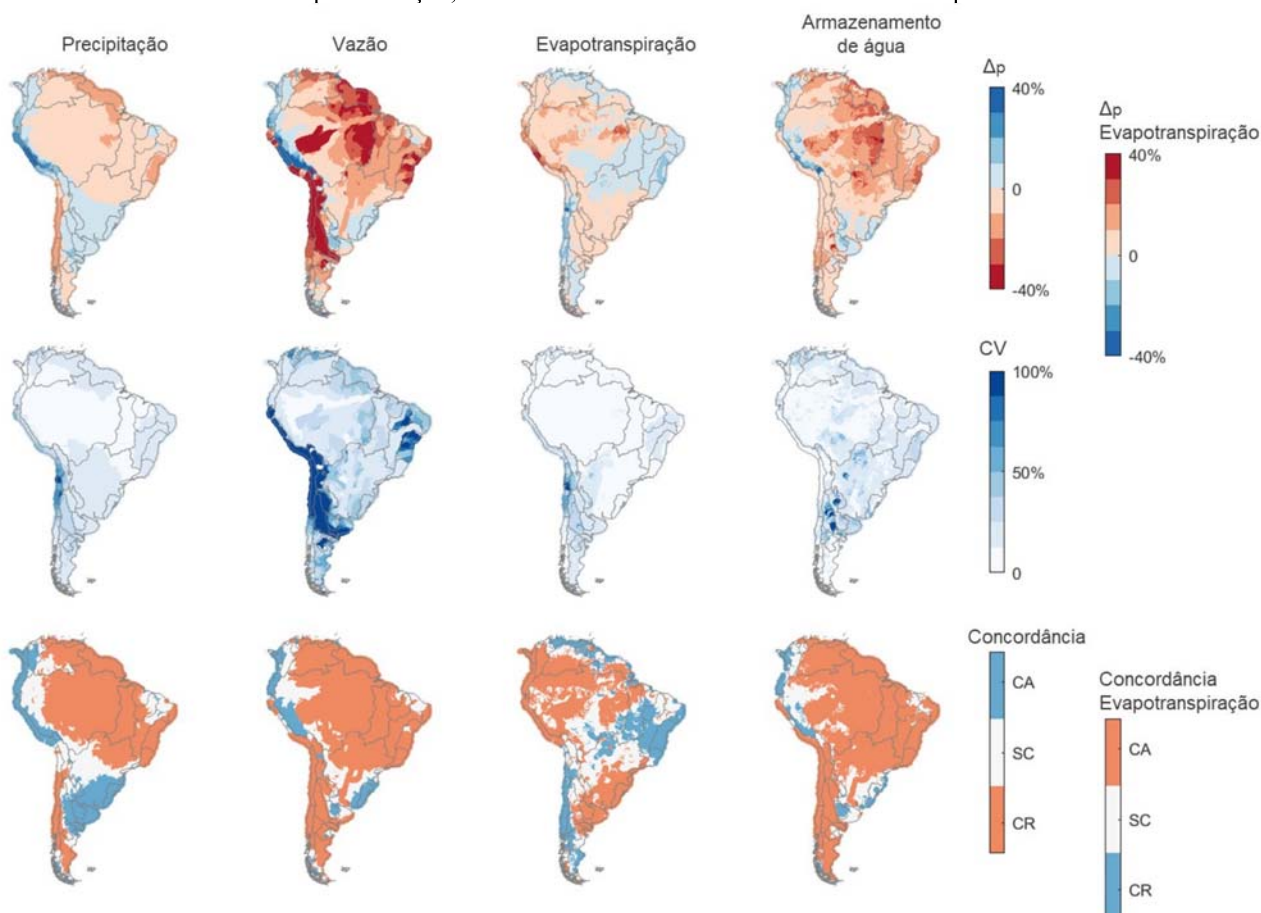 Precipitação
Vazão
Evapotranspiração
Armazenamento
de água
Δp
40%
0
-40%
Δp
Evapotranspiração
40%
0
-40%
CV
100%
50%
0
Concordância
CA
SC
CR
Concordância
Evapotranspiração
CA
SC
CR